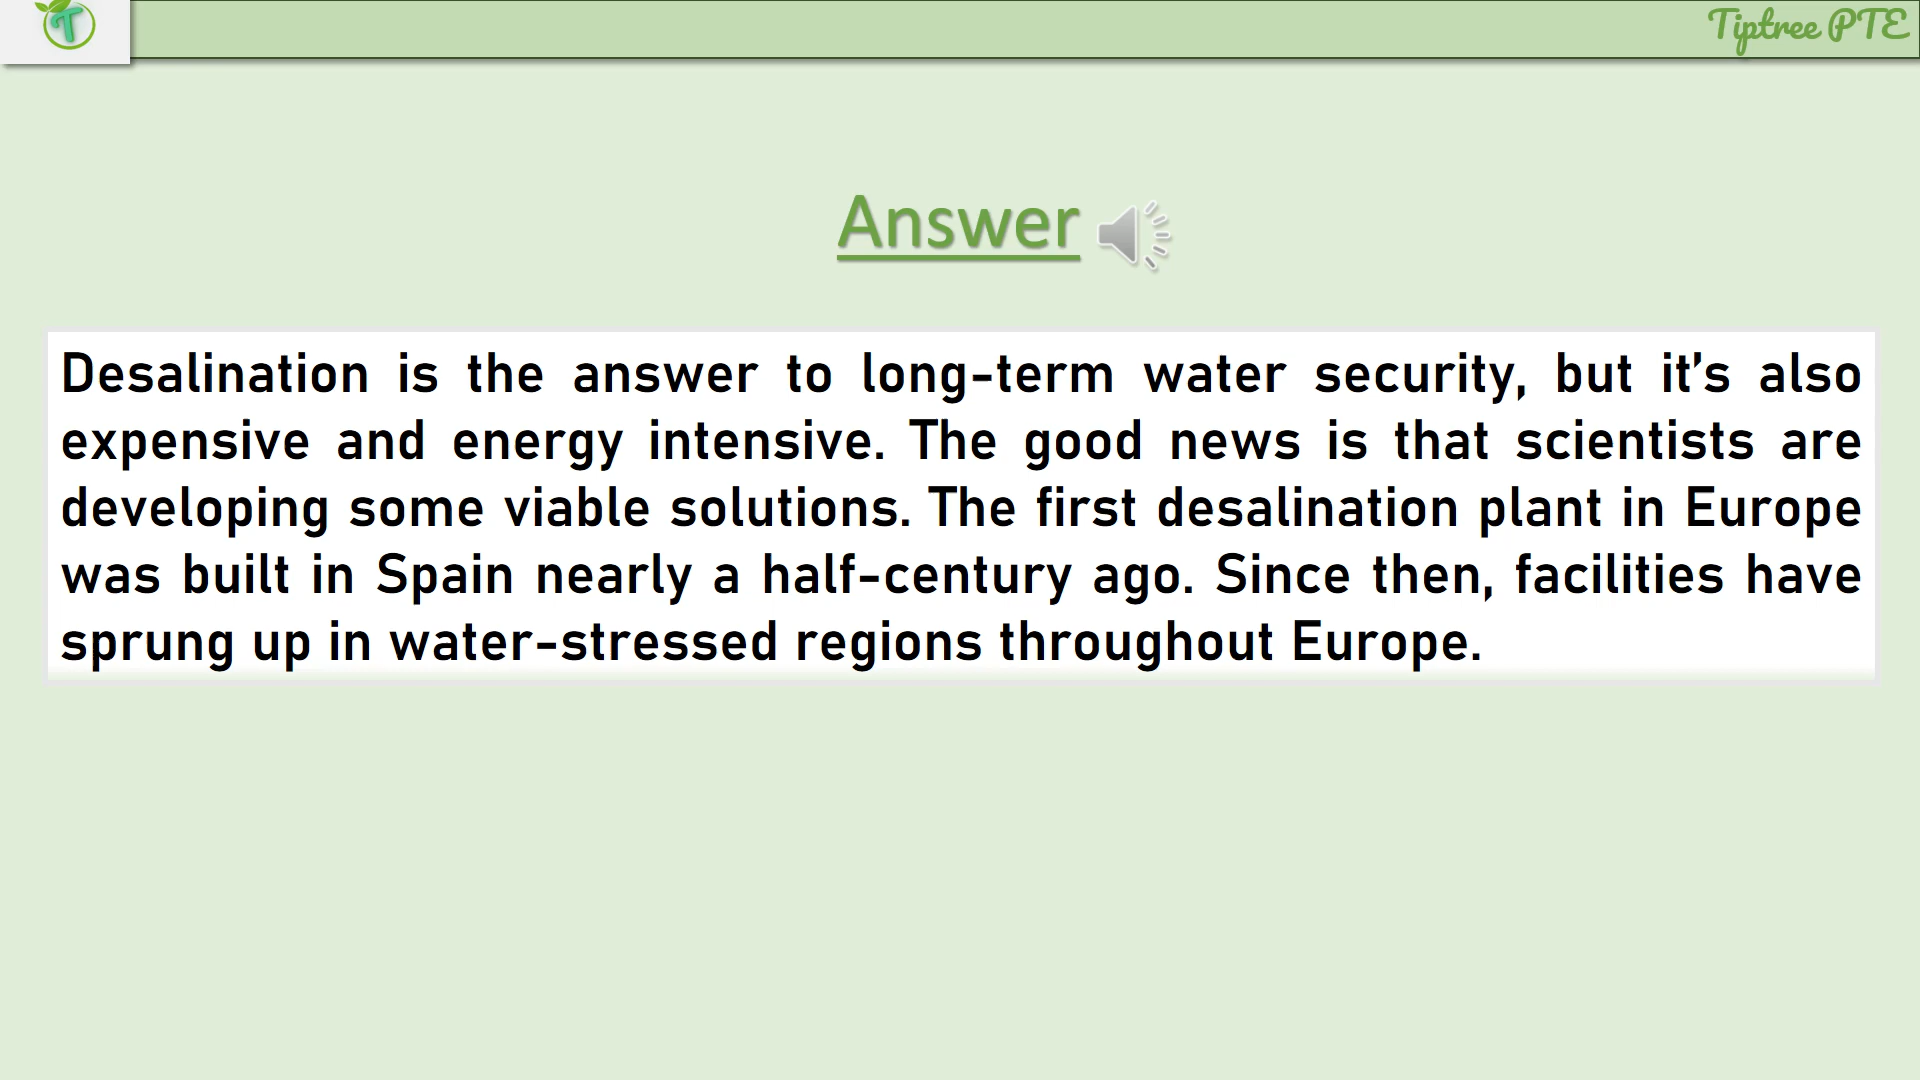 T
Tiptree PTE
Answer
Desalination is the answer to long-term water security, but it’s also
expensive and energy intensive. The good news is that scientists are
developing some viable solutions. The first desalination plant in Europe
was built in Spain nearly a half-century ago. Since then, facilities have
sprung up in water-stressed regions throughout Europe.